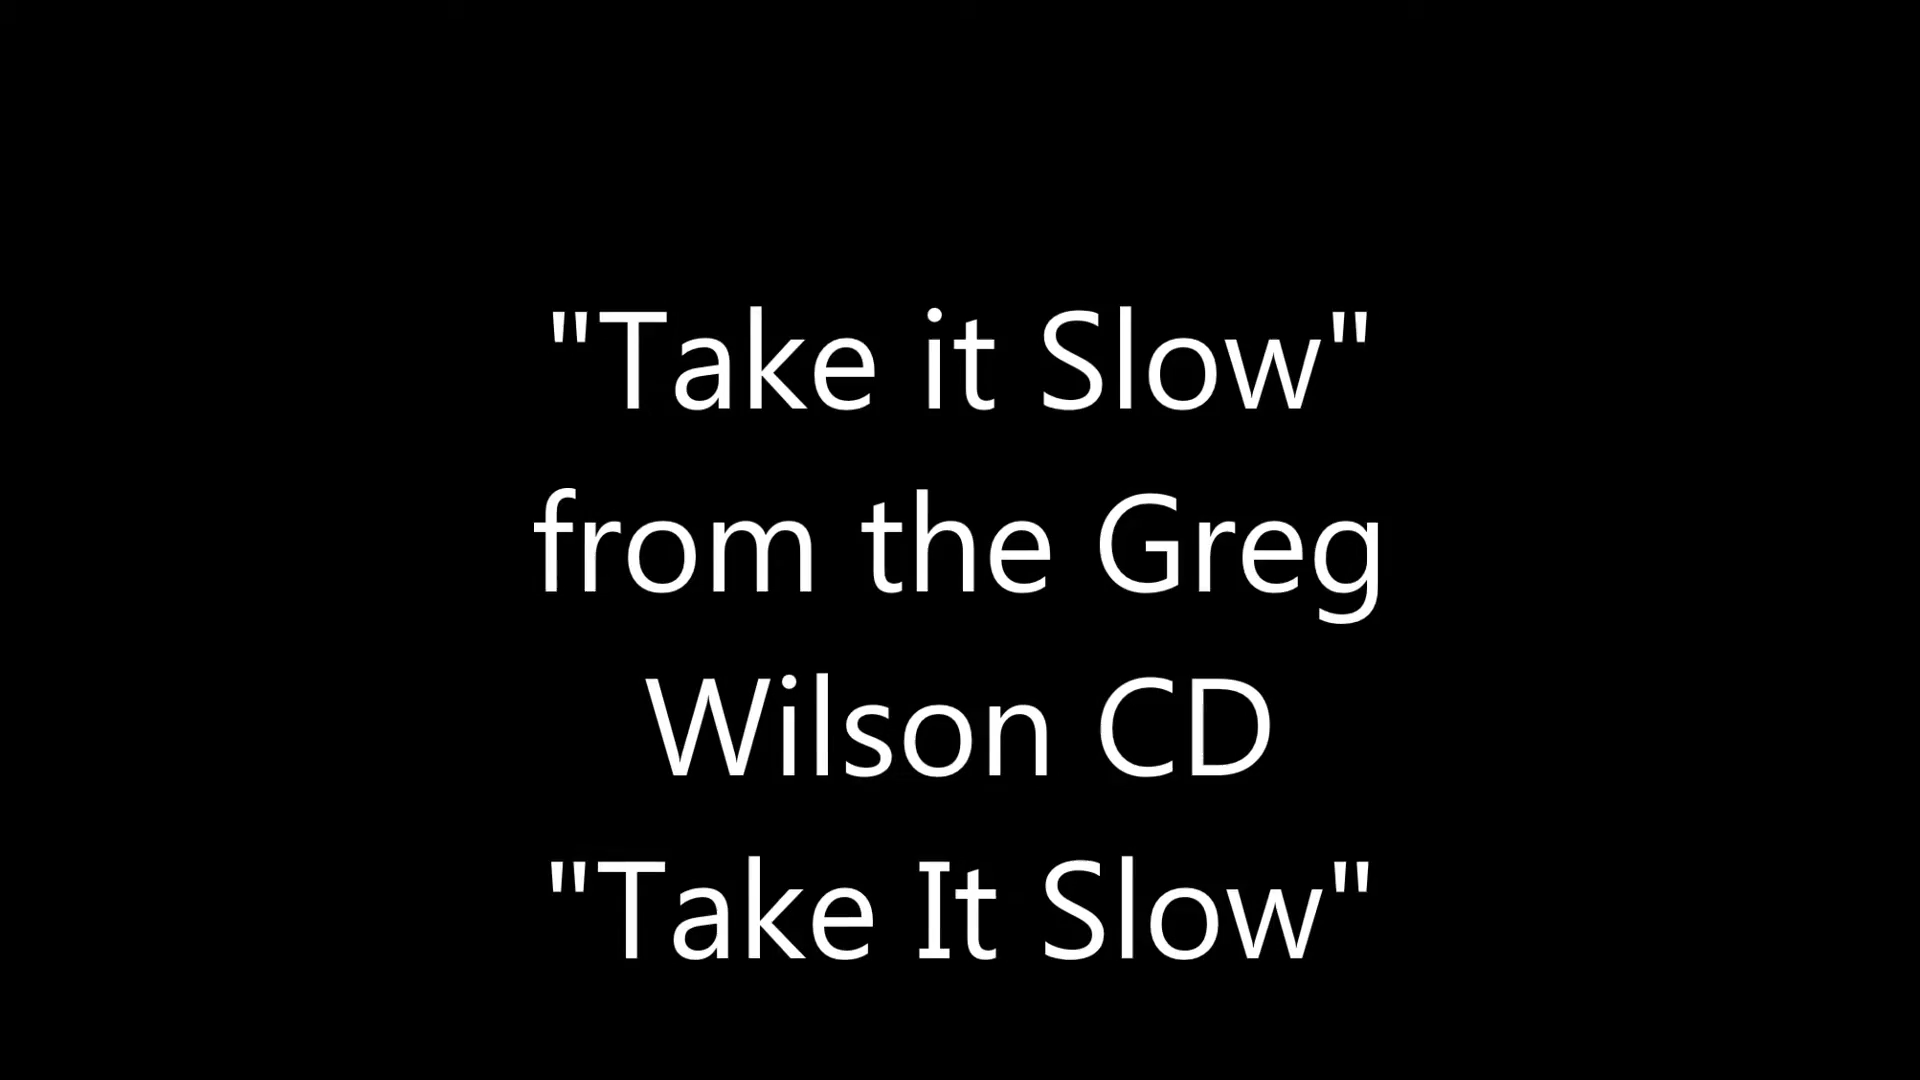 "Take it Slow"
from the Greg
Wilson CD
"Take It Slow"